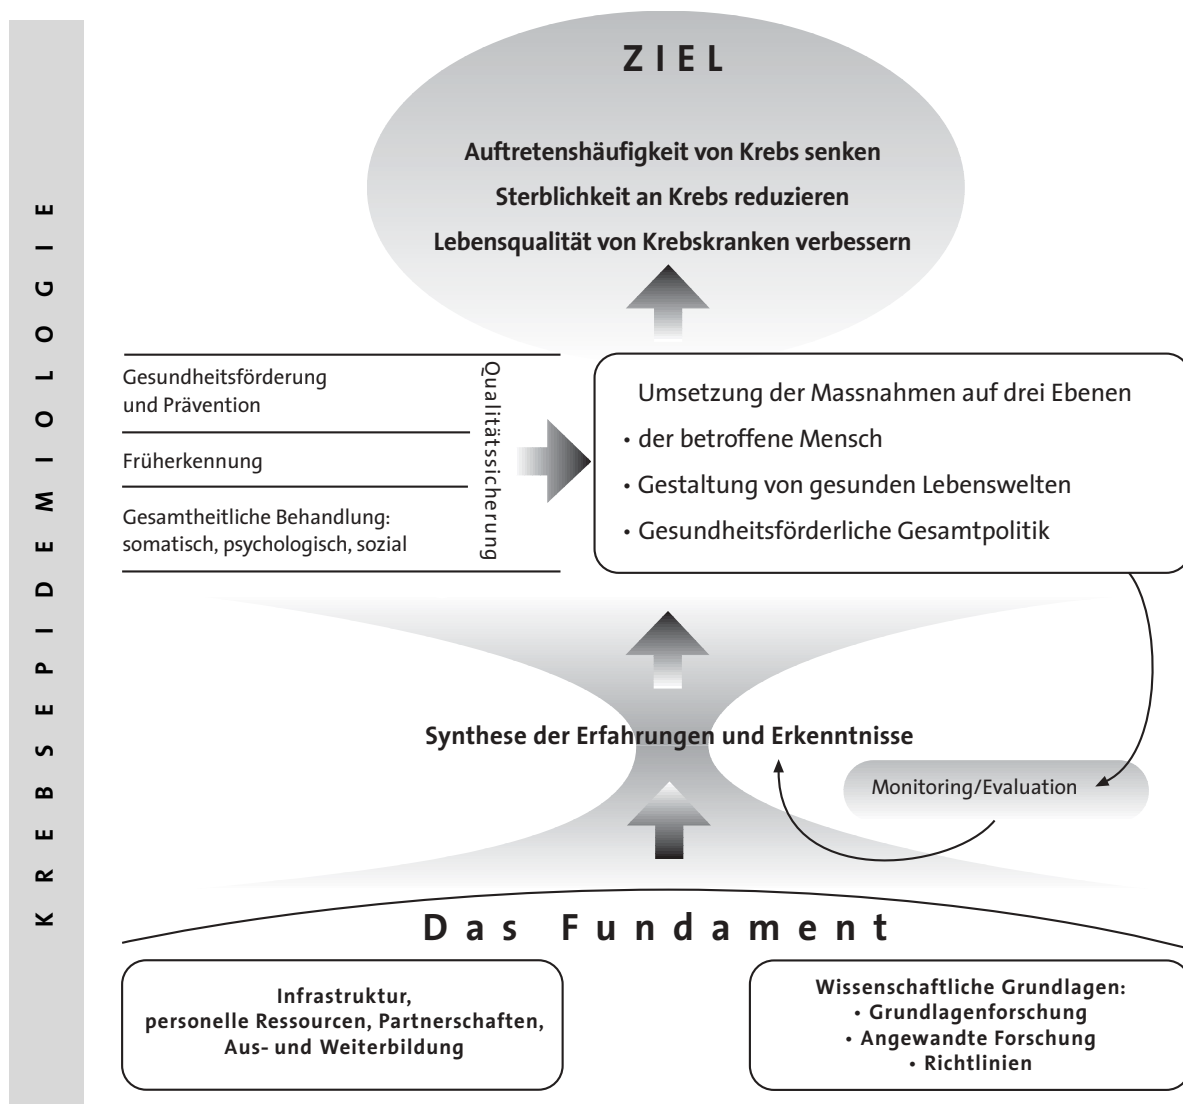 KREBSEPIDEMIOLOGIE
ZIEL
Auftretenshäufigkeit von Krebs senken
Sterblichkeit an Krebs reduzieren
Lebensqualität von Krebskranken verbessern
Gesundheitsförderung
und Prävention
Früherkennung
Gesamtheitliche Behandlung:
somatisch, psychologisch, sozial
Qualitätssicherung
Umsetzung der Massnahmen auf drei Ebenen
• der betroffene Mensch
• Gestaltung von gesunden Lebenswelten
• Gesundheitsförderliche Gesamtpolitik
Synthese der Erfahrungen und Erkenntnisse
Monitoring/Evaluation
Das Fundament
Infrastruktur,
personelle Ressourcen, Partnerschaften,
Aus- und Weiterbildung
Wissenschaftliche Grundlagen:
• Grundlagenforschung
• Angewandte Forschung
• Richtlinien